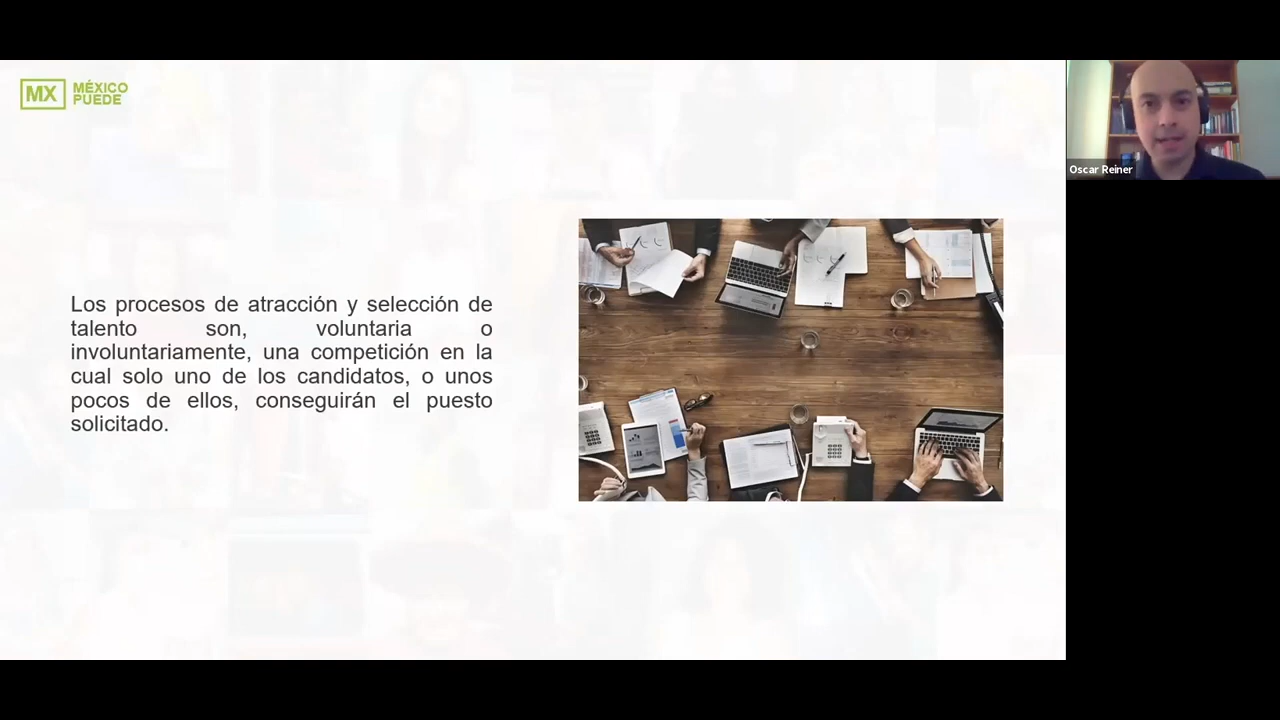 MX MÉXICO
PUEDE
Oscar Reiner
Los procesos de atracción y selección de
talento son, voluntaria o
involuntariamente, una competición en la
cual solo uno de los candidatos, o unos
pocos de ellos, conseguirán el puesto
solicitado.